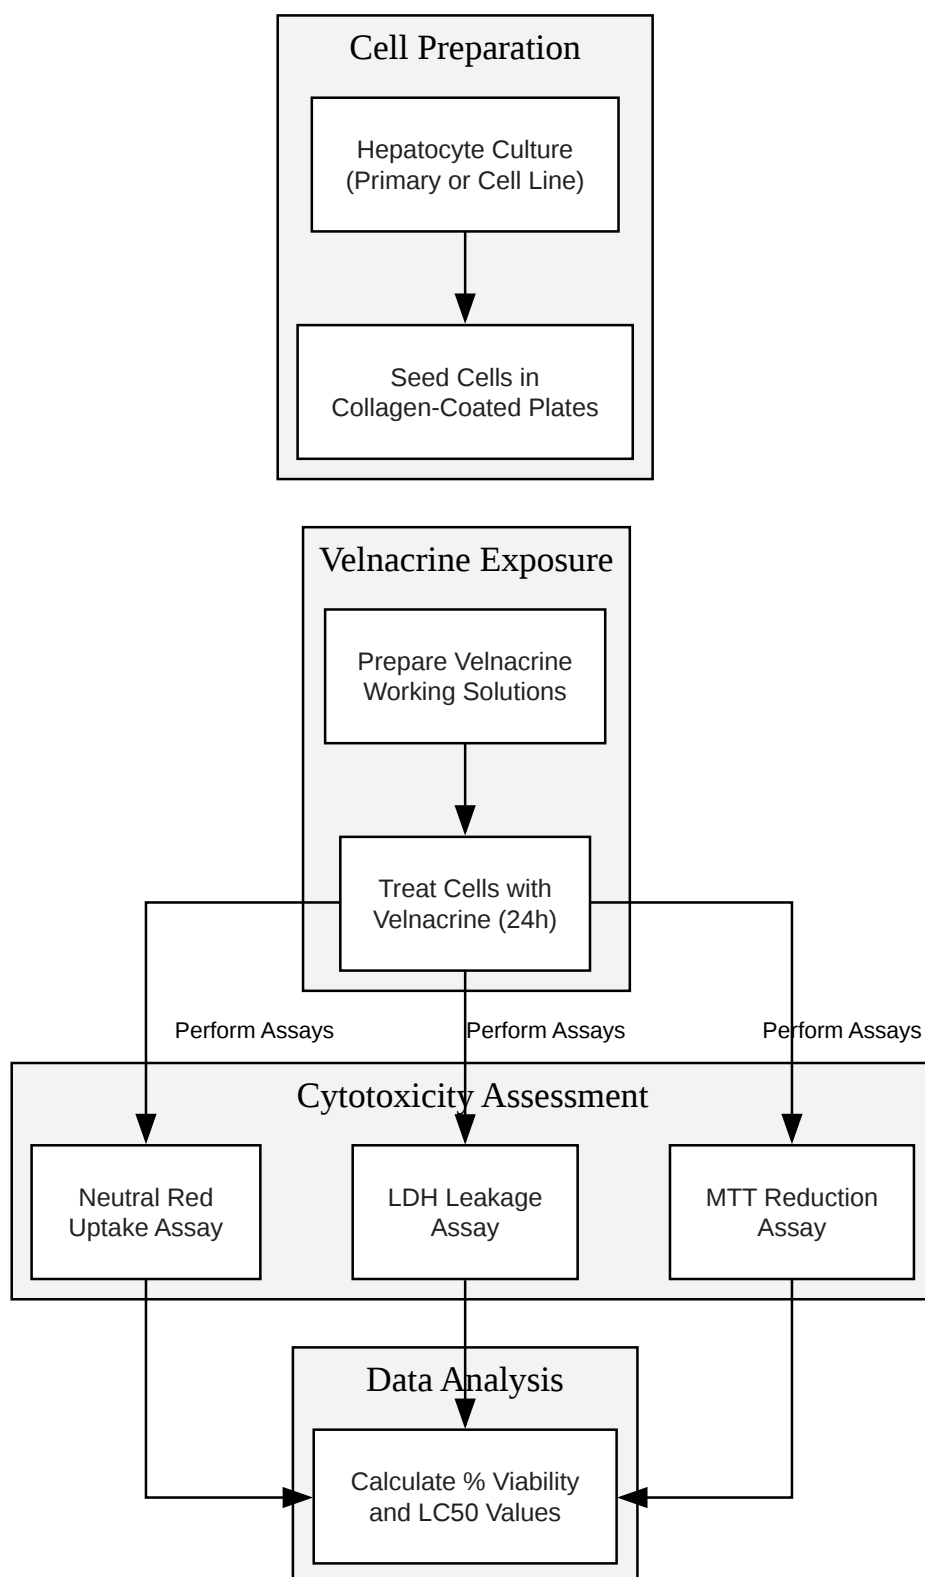 Cell Preparation
Hepatocyte Culture
(Primary or Cell Line)
Seed Cells in
Collagen-Coated Plates
Velnacrine Exposure
Prepare Velnacrine
Working Solutions
Treat Cells with
Velnacrine (24h)
Perform Assays
Perform Assays
Perform Assays
Cytotoxicity Assessment
Neutral Red
Uptake Assay
LDH Leakage
Assay
MTT Reduction
Assay
Data Analysis
Calculate % Viability
and LC50 Values